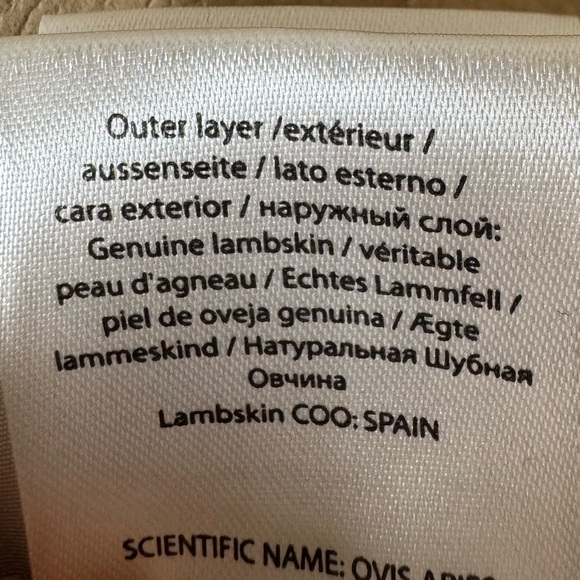 Outer layer /extérieur /
aussenseite / lato esterno /
cara exterior / наружный слой:
Genuine lambskin / véritable
peau d'agneau / Echtes Lammfell /
piel de oveja genuina / Ægte
lammeskind / Натуральная Шубная
Овчина
Lambskin COO: SPAIN
SCIENTIFIC NAME: OVIS